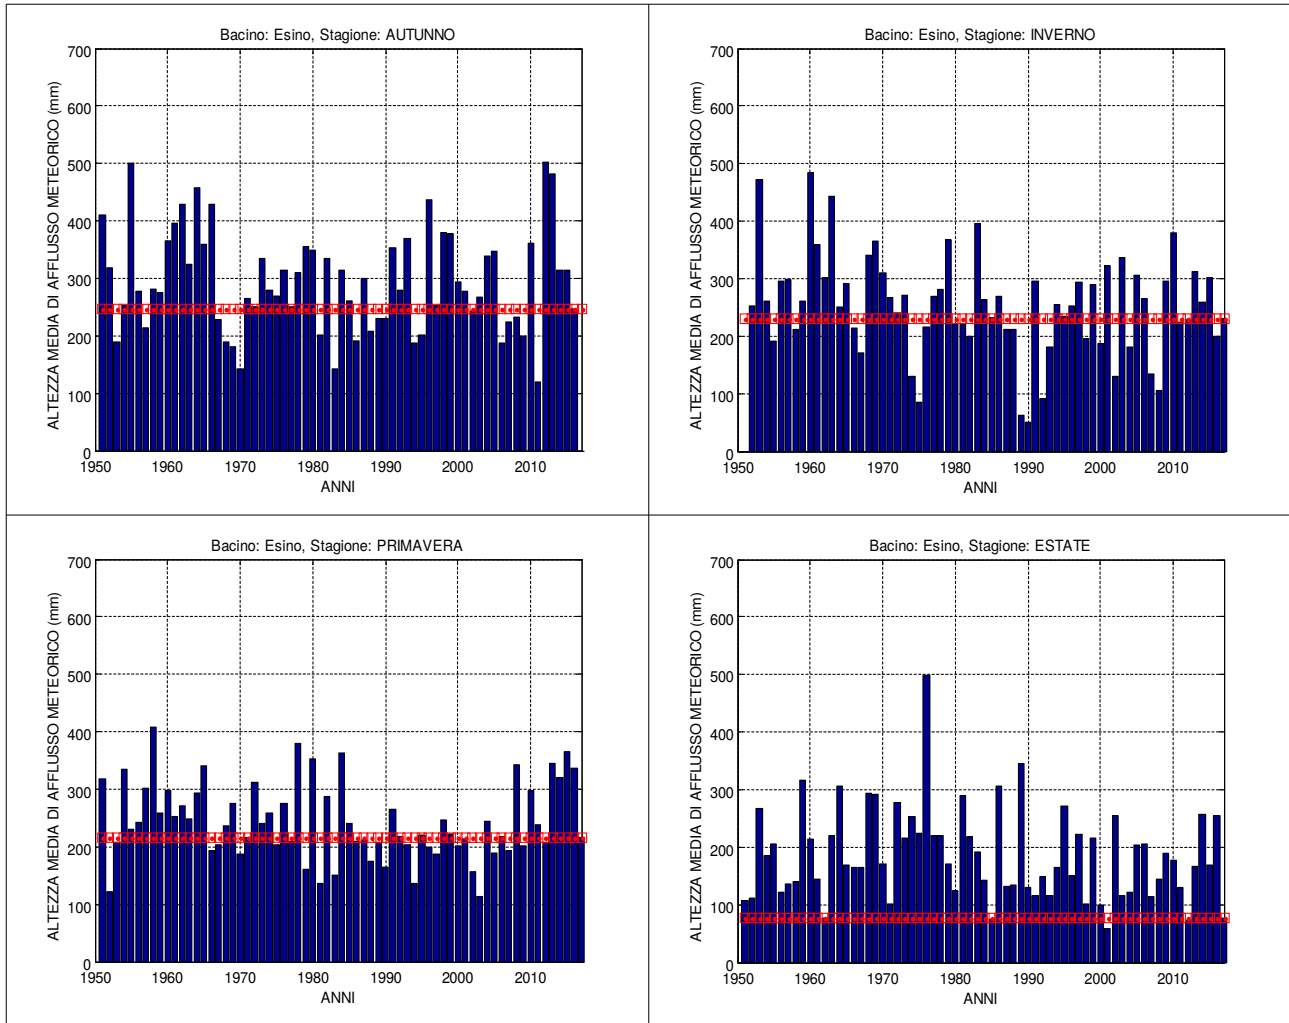 Bacino: Esino, Stagione: AUTUNNO
ALTEZZA MEDIA DI AFFLUSSO METEORICO (mm)
700
600
500
400
300
200
100
0
1950 1960 1970 1980 1990 2000 2010
ANNI
Bacino: Esino, Stagione: INVERNO
ALTEZZA MEDIA DI AFFLUSSO METEORICO (mm)
700
600
500
400
300
200
100
0
1950 1960 1970 1980 1990 2000 2010
ANNI
Bacino: Esino, Stagione: PRIMAVERA
ALTEZZA MEDIA DI AFFLUSSO METEORICO (mm)
700
600
500
400
300
200
100
0
1950 1960 1970 1980 1990 2000 2010
ANNI
Bacino: Esino, Stagione: ESTATE
ALTEZZA MEDIA DI AFFLUSSO METEORICO (mm)
700
600
500
400
300
200
100
0
1950 1960 1970 1980 1990 2000 2010
ANNI